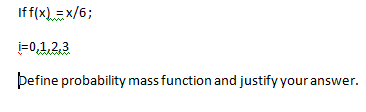 If f(x) = x/6;
i=0,1,2,3
Define probability mass function and justify your answer.